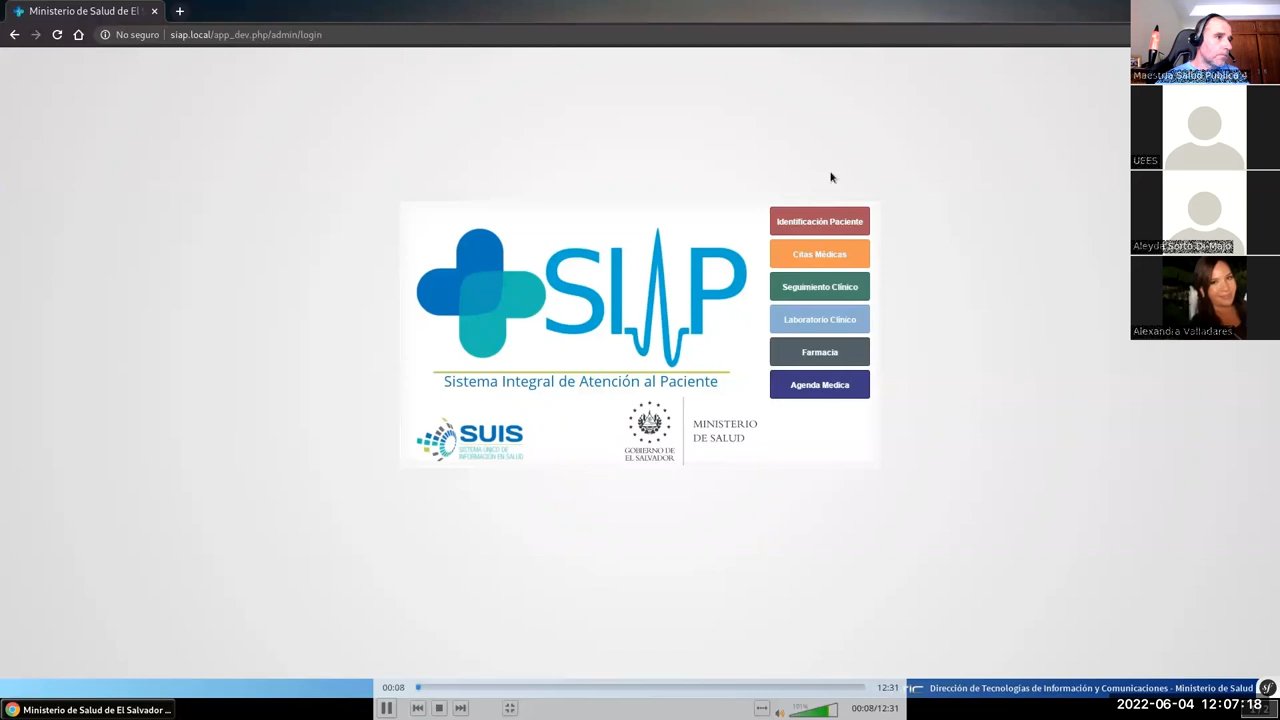 Ministerio de Salud de El
No seguro
siap.local/app_dev.php/admin/login
Maestria Salud Publica 4
UEES
Aleyda Sorto Di Majo
Alexandra Valladares
SIAP
Sistema Integral de Atención al Paciente
Identificación Paciente
Citas Médicas
Seguimiento Clínico
Laboratorio Clínico
Farmacia
Agenda Medica
SUIS
SISTEMA ÚNICO DE
INFORMACIÓN EN SALUD
GOBIERNO DE
EL SALVADOR
MINISTERIO
DE SALUD
00:08
12:31
Dirección de Tecnologías de Información y Comunicaciones - Ministerio de Salud
sf
Ministerio de Salud de El Salvador ...
101%
00:08/12:31
2022-06-04 12:07:18